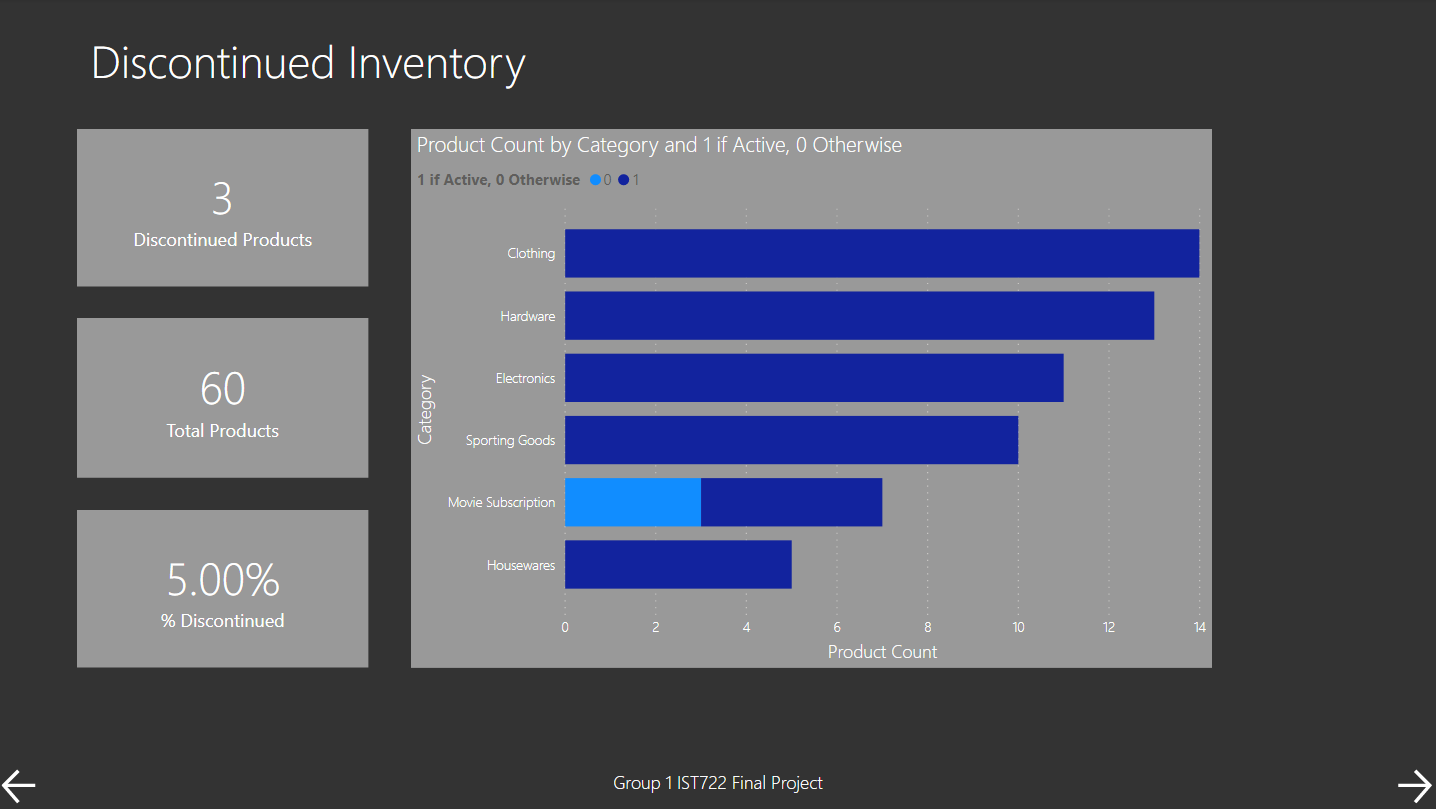 Discontinued Inventory
3
Discontinued Products
60
Total Products
5.00%
% Discontinued
Product Count by Category and 1 if Active, 0 Otherwise
1 if Active, 0 Otherwise 0 1
Category
Clothing
Hardware
Electronics
Sporting Goods
Movie Subscription
Housewares
0 2 4 6 8 10 12 14
Product Count
Group 1 IST722 Final Project